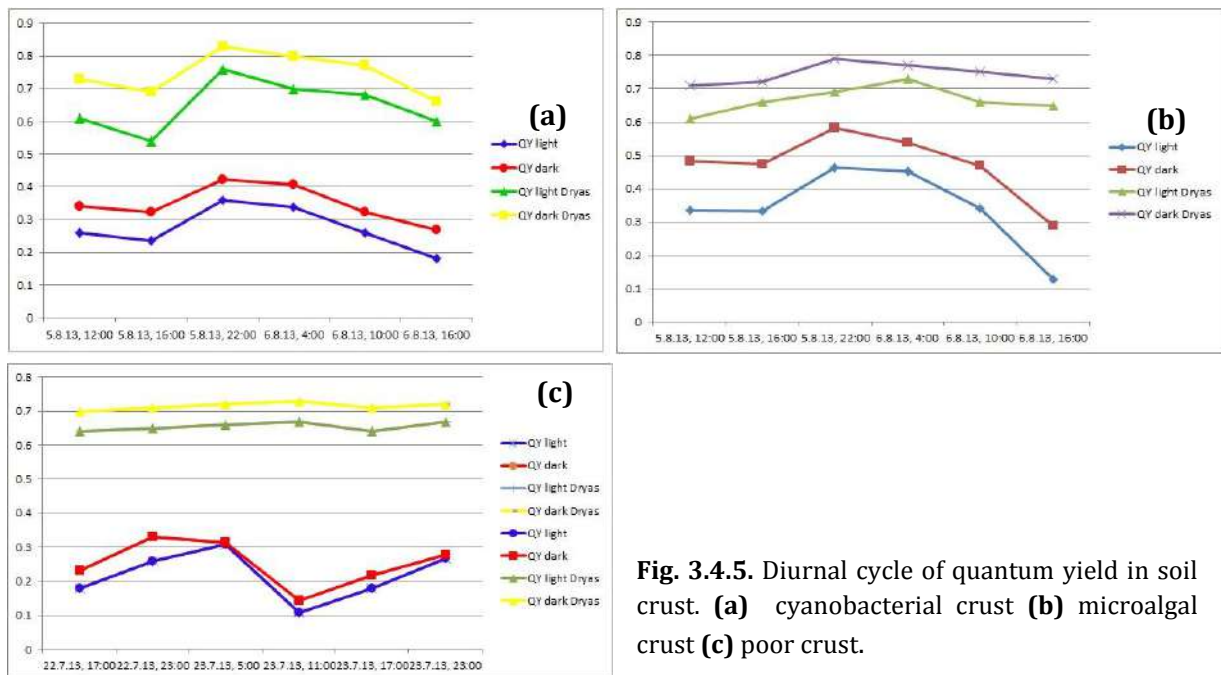 0.9
0.8
0.7
0.6
0.5
0.4
0.3
0.2
0.1
0
5.8.13, 12:00 5.8.13, 16:00 5.8.13, 22:00 6.8.13, 4:00 6.8.13, 10:00 6.8.13, 16:00
(a)
QY light
QY dark
QY light Dryas
QY dark Dryas
0.9
0.8
0.7
0.6
0.5
0.4
0.3
0.2
0.1
0
5.8.13, 12:00 5.8.13, 16:00 5.8.13, 22:00 6.8.13, 4:00 6.8.13, 10:00 6.8.13, 16:00
(b)
QY light
QY dark
QY light Dryas
QY dark Dryas
0.8
0.7
0.6
0.5
0.4
0.3
0.2
0.1
0
22.7.13, 17:00 22.7.13, 23:00 23.7.13, 5:00 23.7.13, 11:00 23.7.13, 17:00 23.7.13, 23:00
(c)
QY light
QY dark
QY light Dryas
QY dark Dryas
QY light
QY dark
QY light Dryas
QY dark Dryas
Fig. 3.4.5. Diurnal cycle of quantum yield in soil
crust. (a) cyanobacterial crust (b) microalgal
crust (c) poor crust.